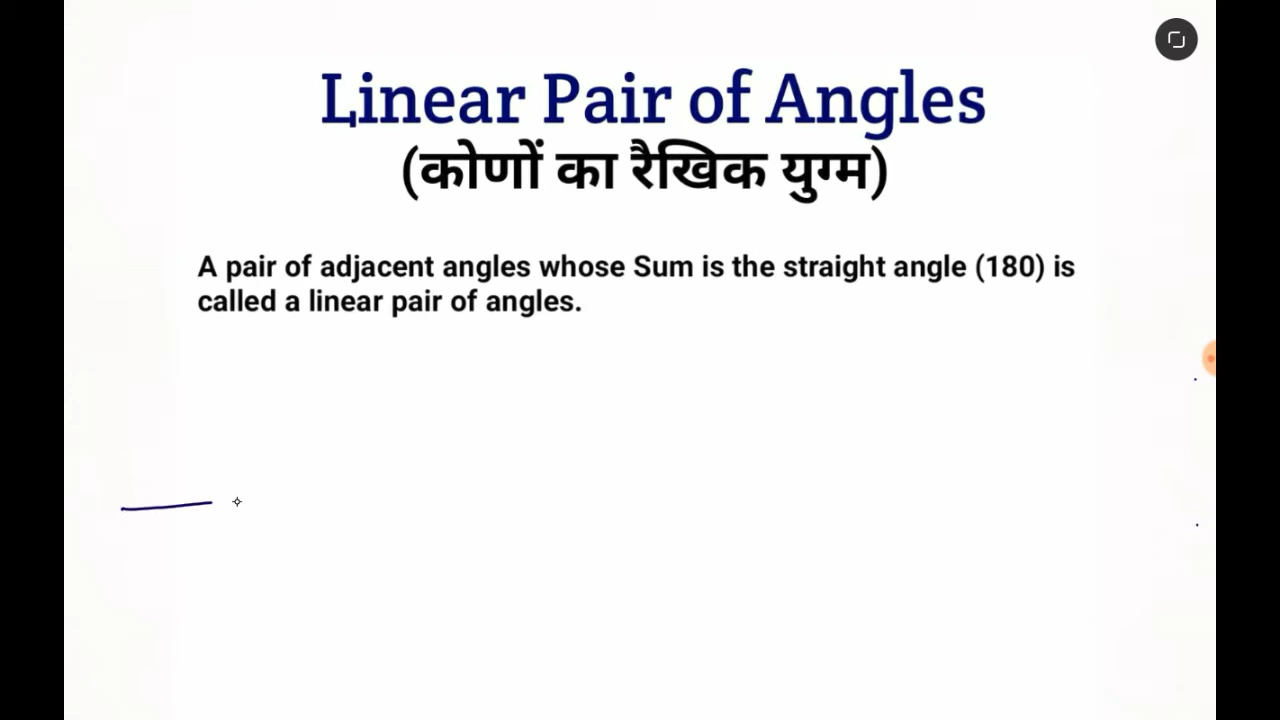 Linear Pair of Angles
(कोणों का रैखिक युग्म)
A pair of adjacent angles whose Sum is the straight angle (180) is
called a linear pair of angles.